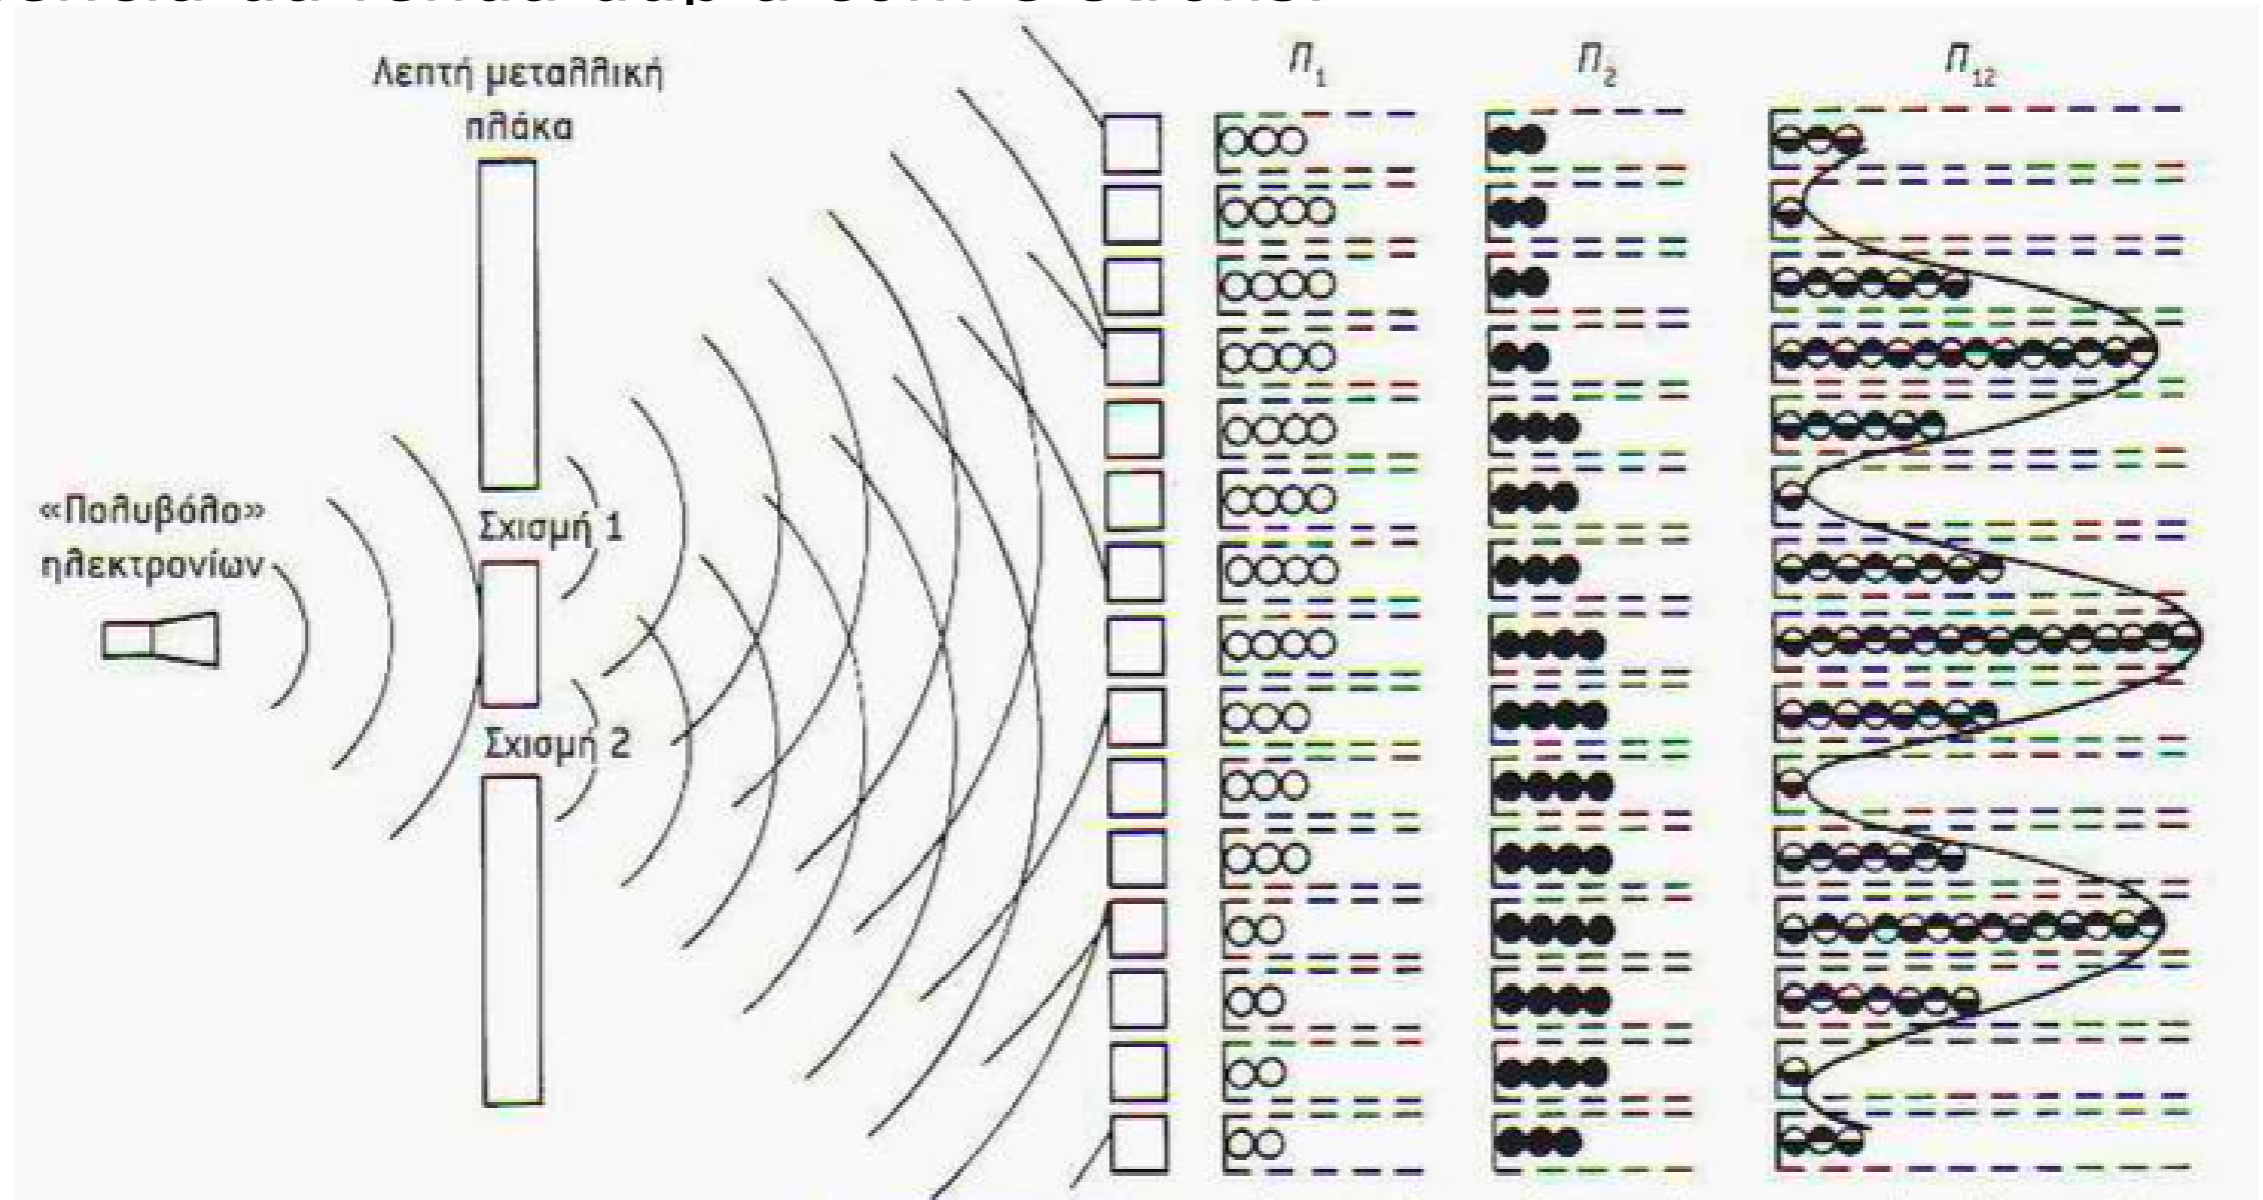 Λεπτή μεταλλική
πλάκα
Π₁
Π₂
Π₁₂
«Πολυβόλο»
ηλεκτρονίων
Σχισμή 1
Σχισμή 2